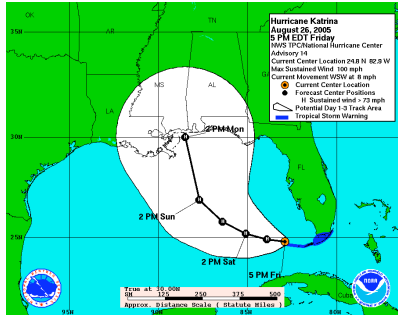 OK
AR
TN
MS
AL
GA
LA
FL
Hurricane Katrina
August 26, 2005
5 PM EDT Friday
NWS TPC/National Hurricane Center
Advisory 14
Current Center Location 24.8 N 82.9 W
Max Sustained Wind 100 mph
Current Movement WSW at 8 mph
Current Center Location
Forecast Center Positions
H Sustained wind > 73 mph
Potential Day 1-3 Track Area
Tropical Storm Warning
30N
25N
2 PM Mon
H
2 PM Sun
H
H
H
H
2 PM Sat
5 PM Fri
True at 30.00N
SM 125 250 375 500
Approx. Distance Scale ( Statute Miles )
95W 90W 85W 80W
NOAA